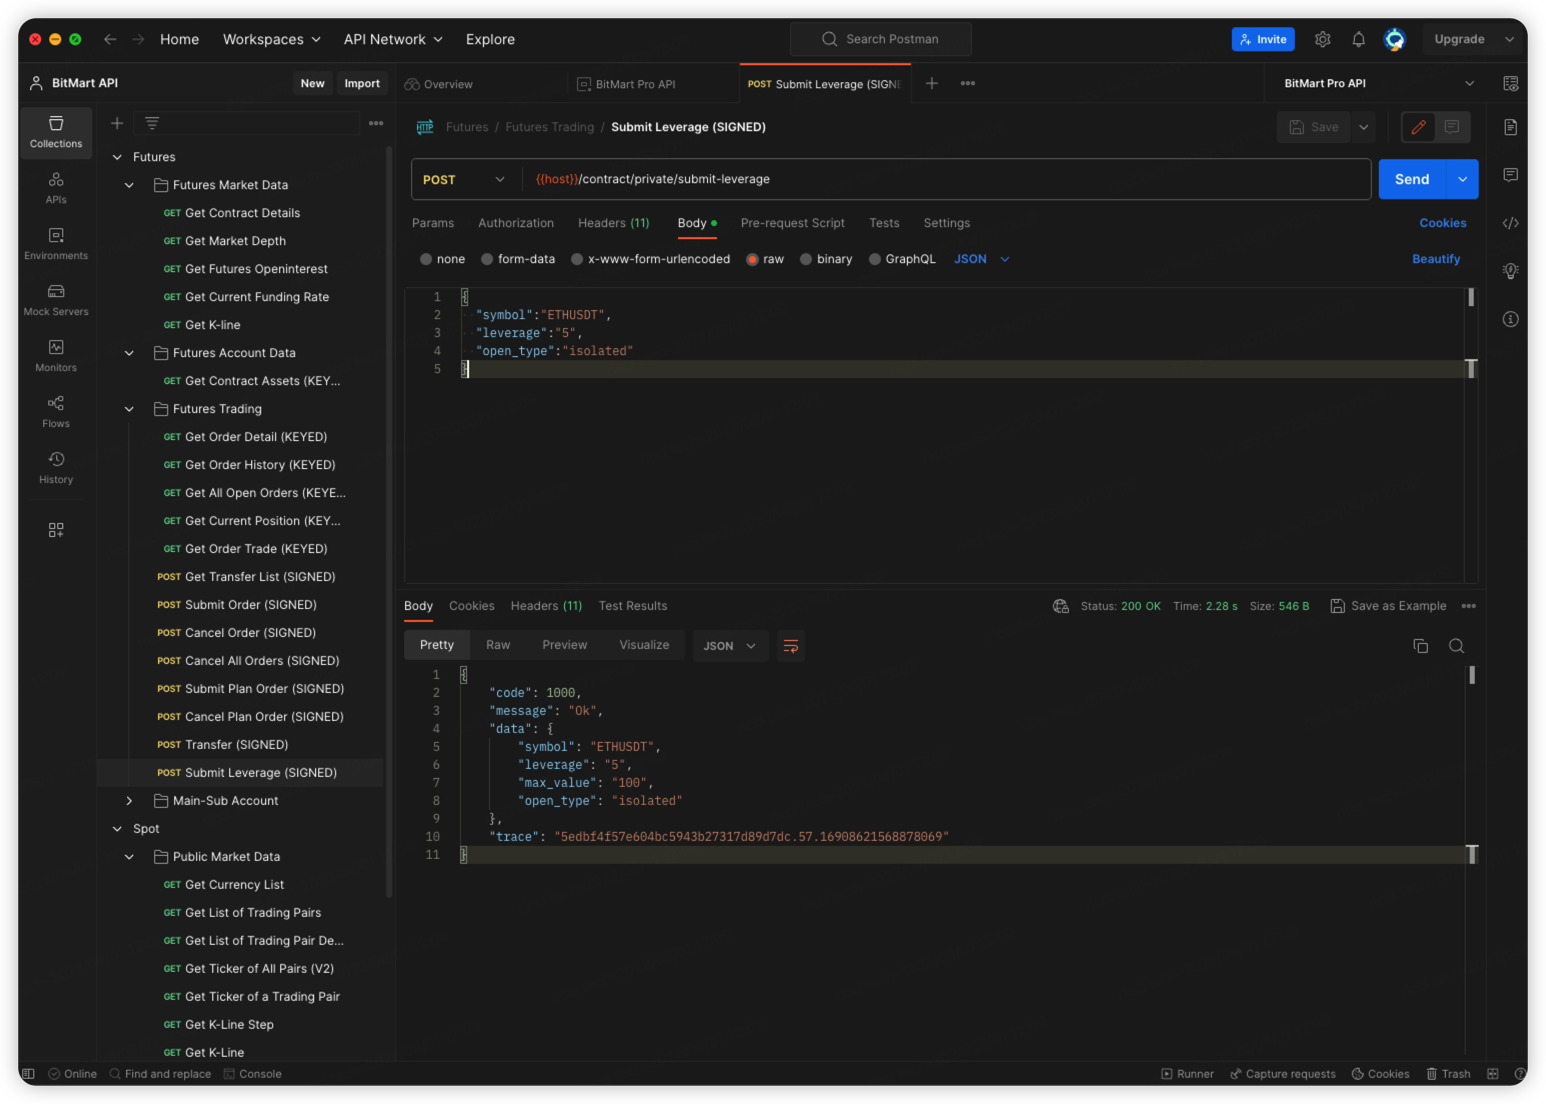 Home
Workspaces
API Network
Explore
Search Postman
Invite
Upgrade
BitMart API
New
Import
Overview
BitMart Pro API
POST Submit Leverage (SIGNE
BitMart Pro API
Collections
APIs
Environments
Mock Servers
Monitors
Flows
History
Futures
Futures Market Data
GET Get Contract Details
GET Get Market Depth
GET Get Futures Openinterest
GET Get Current Funding Rate
GET Get K-line
Futures Account Data
GET Get Contract Assets (KEY...
Futures Trading
GET Get Order Detail (KEYED)
GET Get Order History (KEYED)
GET Get All Open Orders (KEYE...
GET Get Current Position (KEY...
GET Get Order Trade (KEYED)
POST Get Transfer List (SIGNED)
POST Submit Order (SIGNED)
POST Cancel Order (SIGNED)
POST Cancel All Orders (SIGNED)
POST Submit Plan Order (SIGNED)
POST Cancel Plan Order (SIGNED)
POST Transfer (SIGNED)
POST Submit Leverage (SIGNED)
Main-Sub Account
Spot
Public Market Data
GET Get Currency List
GET Get List of Trading Pairs
GET Get List of Trading Pair De...
GET Get Ticker of All Pairs (V2)
GET Get Ticker of a Trading Pair
GET Get K-Line Step
GET Get K-Line
HTTP Futures / Futures Trading / Submit Leverage (SIGNED)
Save
POST {{host}}/contract/private/submit-leverage
Send
Params Authorization Headers (11) Body Pre-request Script Tests Settings
Cookies
none form-data x-www-form-urlencoded raw binary GraphQL JSON
Beautify
1 {
2 "symbol":"ETHUSDT",
3 "leverage":"5",
4 "open_type":"isolated"
5 }
Body Cookies Headers (11) Test Results
Status: 200 OK Time: 2.28 s Size: 546 B
Save as Example
Pretty Raw Preview Visualize JSON
1 {
2 "code": 1000,
3 "message": "Ok",
4 "data": {
5 "symbol": "ETHUSDT",
6 "leverage": "5",
7 "max_value": "100",
8 "open_type": "isolated"
9 },
10 "trace": "5edbf4f57e604bc5943b27317d89d7dc.57.16908621568878069"
11 }
Online
Find and replace
Console
Runner
Capture requests
Cookies
Trash